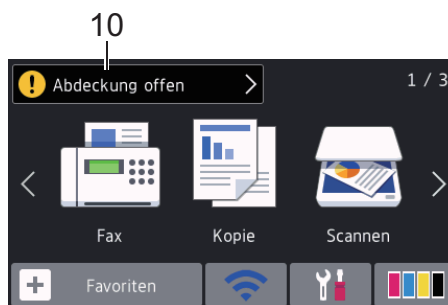 10
Abdeckung offen
1 / 3
Fax
Kopie
Scannen
Favoriten